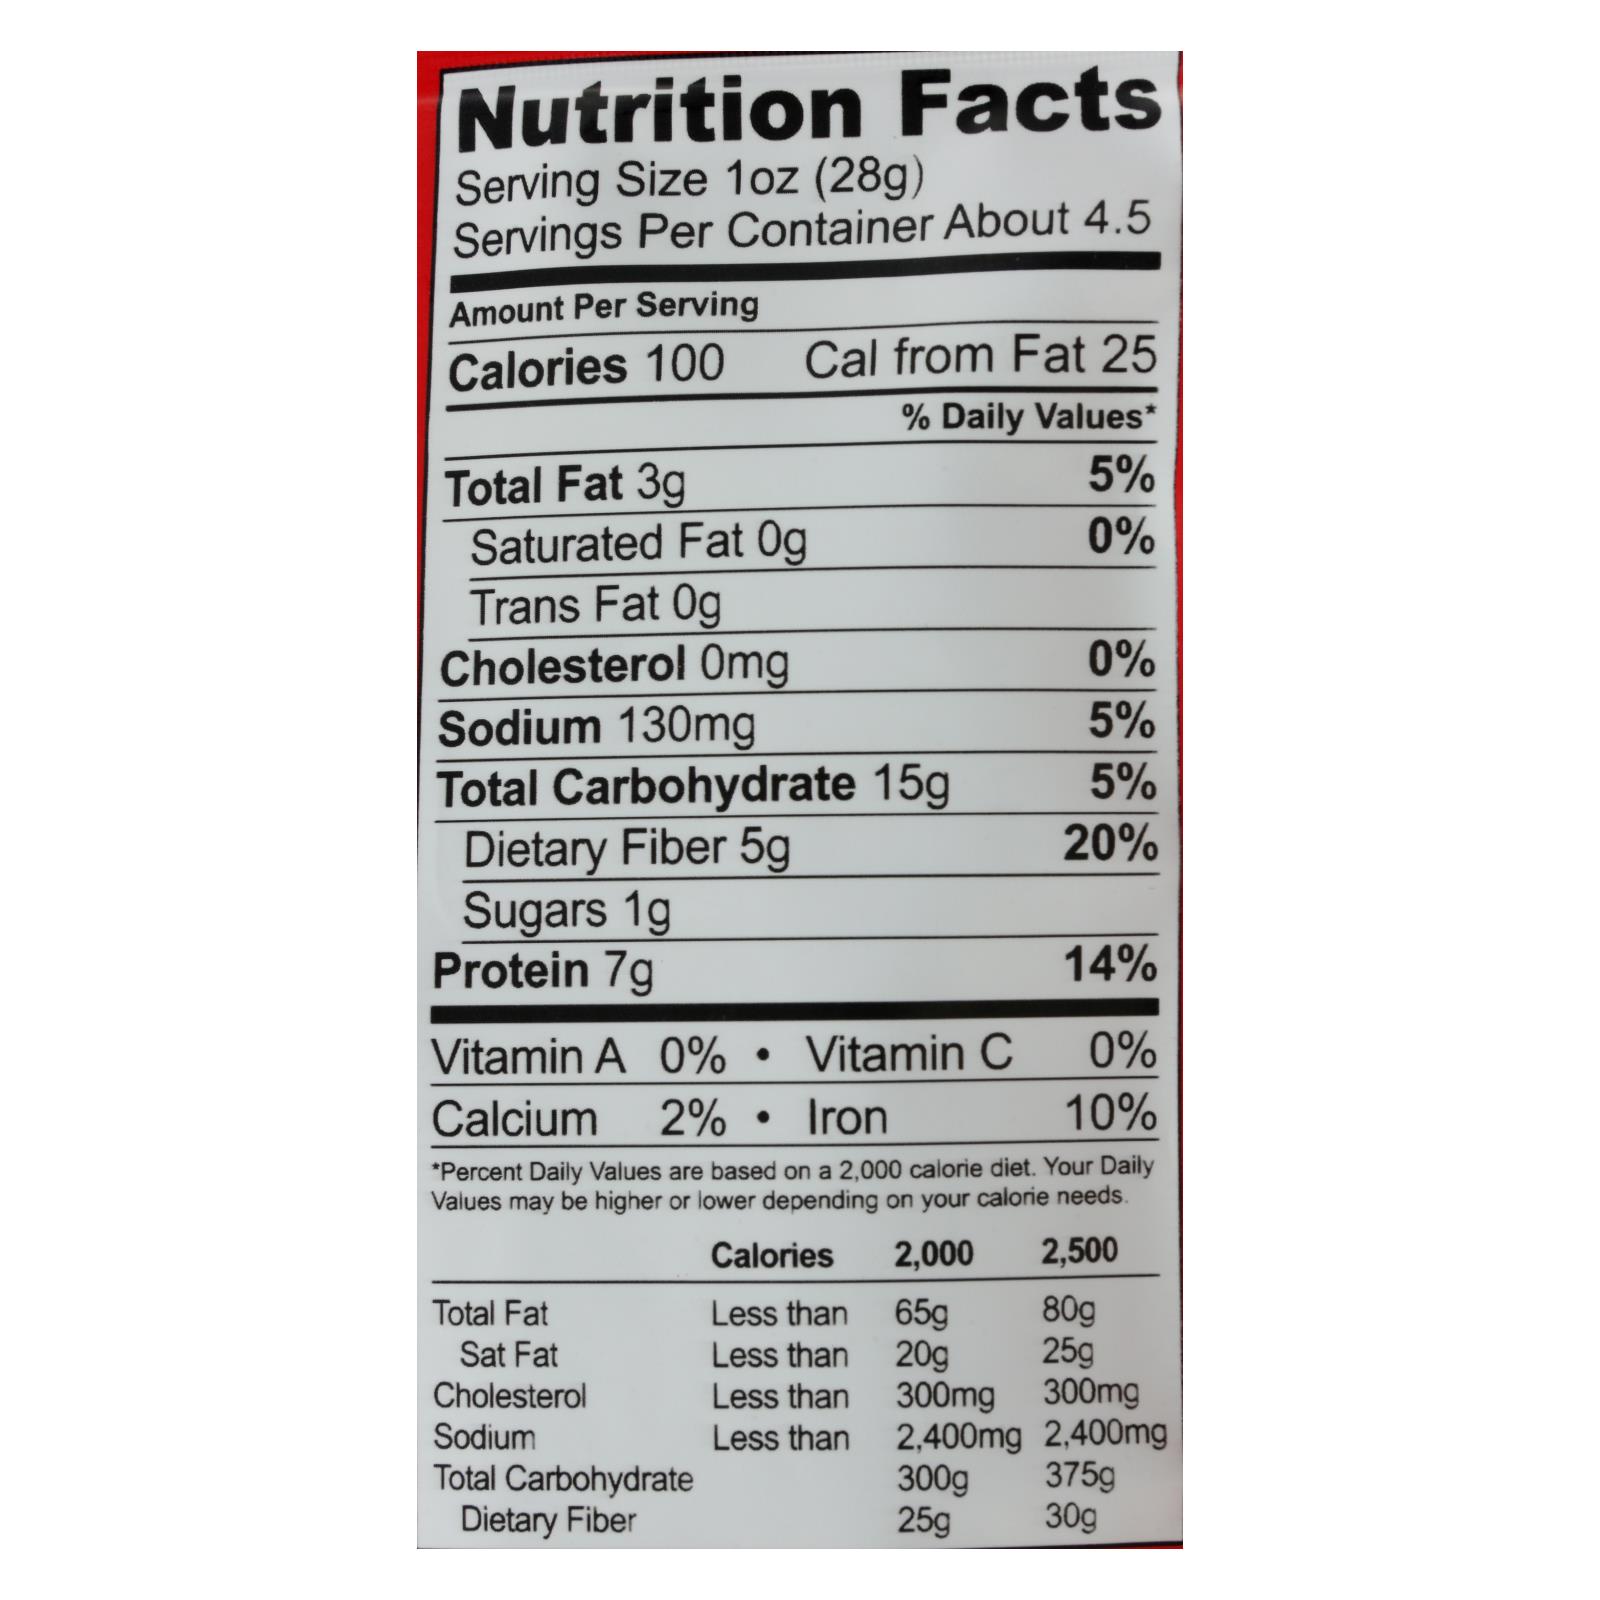 Nutrition Facts
Serving Size 1oz (28g)
Servings Per Container About 4.5
Amount Per Serving
Calories 100 Cal from Fat 25
% Daily Values*
Total Fat 3g 5%
Saturated Fat 0g 0%
Trans Fat 0g
Cholesterol 0mg 0%
Sodium 130mg 5%
Total Carbohydrate 15g 5%
Dietary Fiber 5g 20%
Sugars 1g
Protein 7g 14%
Vitamin A 0% • Vitamin C 0%
Calcium 2% • Iron 10%
*Percent Daily Values are based on a 2,000 calorie diet. Your Daily
Values may be higher or lower depending on your calorie needs.
Calories 2,000 2,500
Total Fat Less than 65g 80g
Sat Fat Less than 20g 25g
Cholesterol Less than 300mg 300mg
Sodium Less than 2,400mg 2,400mg
Total Carbohydrate 300g 375g
Dietary Fiber 25g 30g